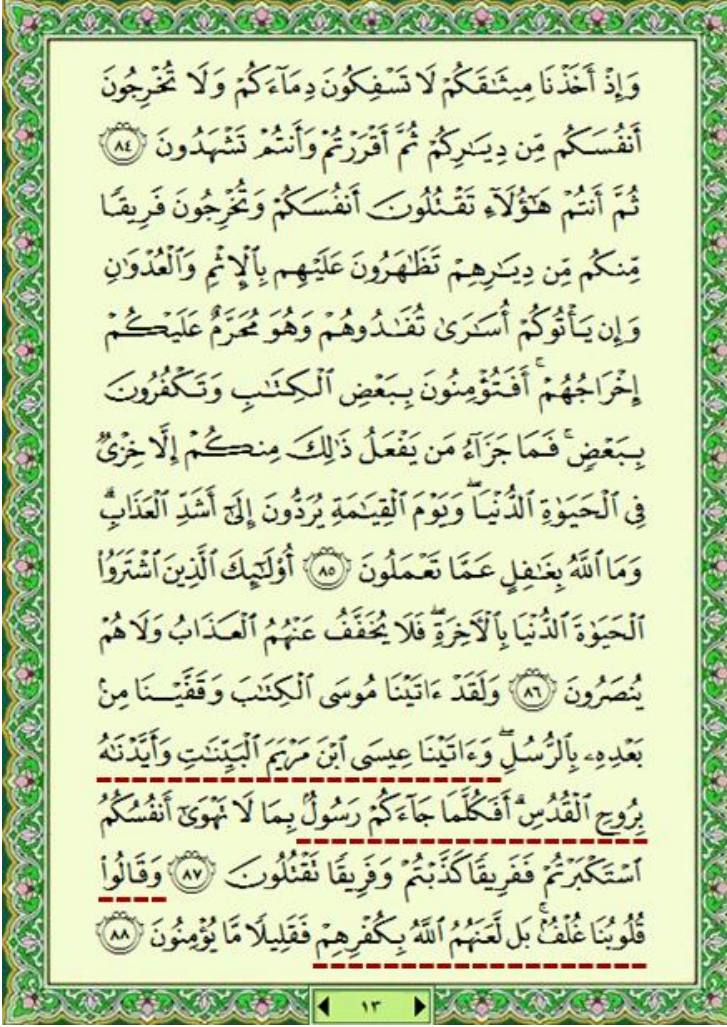 وَإِذْ أَخَذْنَا مِيثَـٰقَكُمْ لَا تَسْفِكُونَ دِمَآءَكُمْ وَلَا تُخْرِجُونَ
أَنفُسَكُم مِّن دِيَـٰرِكُمْ ثُمَّ أَقْرَرْتُمْ وَأَنتُمْ تَشْهَدُونَ ٨٤
ثُمَّ أَنتُمْ هَـٰٓؤُلَآءِ تَقْتُلُونَ أَنفُسَكُمْ وَتُخْرِجُونَ فَرِيقًا
مِّنكُم مِّن دِيَـٰرِهِمْ تَظَـٰهَرُونَ عَلَيْهِم بِٱلْإِثْمِ وَٱلْعُدْوَٰنِ
وَإِن يَأْتُوكُمْ أُسَـٰرَىٰ تُفَـٰدُوهُمْ وَهُوَ مُحَرَّمٌ عَلَيْكُمْ
إِخْرَاجُهُمْ ۚ أَفَتُؤْمِنُونَ بِبَعْضِ ٱلْكِتَـٰبِ وَتَكْفُرُونَ
بِبَعْضٍ ۚ فَمَا جَزَآءُ مَن يَفْعَلُ ذَٰلِكَ مِنكُمْ إِلَّا خِزْىٌ
فِى ٱلْحَيَوٰةِ ٱلدُّنْيَا ۖ وَيَوْمَ ٱلْقِيَـٰمَةِ يُرَدُّونَ إِلَىٰٓ أَشَدِّ ٱلْعَذَابِ ۗ
وَمَا ٱللَّهُ بِغَـٰفِلٍ عَمَّا تَعْمَلُونَ ٨٥ أُو۟لَـٰٓئِكَ ٱلَّذِينَ ٱشْتَرَوُا۟
ٱلْحَيَوٰةَ ٱلدُّنْيَا بِٱلْـَٔاخِرَةِ ۖ فَلَا يُخَفَّفُ عَنْهُمُ ٱلْعَذَابُ وَلَا هُمْ
يُنصَرُونَ ٨٦ وَلَقَدْ ءَاتَيْنَا مُوسَى ٱلْكِتَـٰبَ وَقَفَّيْنَا مِنۢ
بَعْدِهِۦ بِٱلرُّسُلِ ۖ وَءَاتَيْنَا عِيسَى ٱبْنَ مَرْيَمَ ٱلْبَيِّنَـٰتِ وَأَيَّدْنَـٰهُ
بِرُوحِ ٱلْقُدُسِ ۗ أَفَكُلَّمَا جَآءَكُمْ رَسُولٌۢ بِمَا لَا تَهْوَىٰٓ أَنفُسُكُمُ
ٱسْتَكْبَرْتُمْ فَفَرِيقًا كَذَّبْتُمْ وَفَرِيقًا تَقْتُلُونَ ٨٧ وَقَالُوا۟
قُلُوبُنَا غُلْفٌۢ ۚ بَل لَّعَنَهُمُ ٱللَّهُ بِكُفْرِهِمْ فَقَلِيلًا مَّا يُؤْمِنُونَ ٨٨
١٣